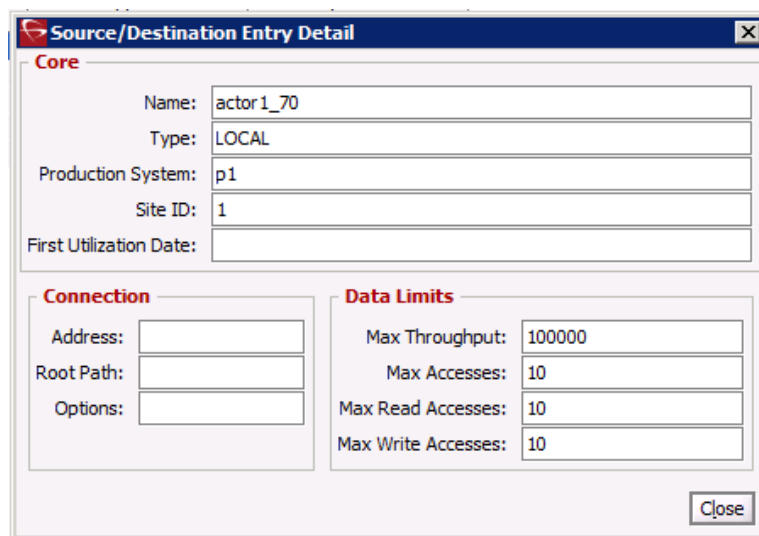 Source/Destination Entry Detail
Core
Name: actor1_70
Type: LOCAL
Production System: p1
Site ID: 1
First Utilization Date:
Connection
Address:
Root Path:
Options:
Data Limits
Max Throughput: 100000
Max Accesses: 10
Max Read Accesses: 10
Max Write Accesses: 10
Close